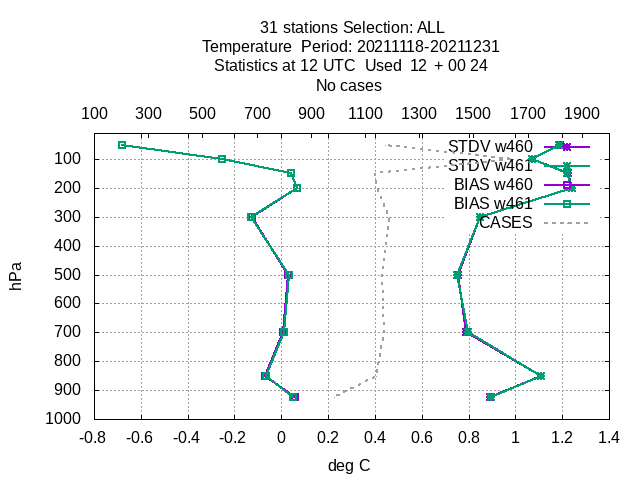 31 stations Selection: ALL
Temperature  Period: 20211118-20211231
Statistics at 12 UTC  Used  12  + 00 24
No cases
100 300 500 700 900 1100 1300 1500 1700 1900
STDV w460
100
STDV w461
BIAS w460
200
BIAS w461
300
CASES
400
hPa
500
600
700
800
900
1000
-0.8 -0.6 -0.4 -0.2 0 0.2 0.4 0.6 0.8 1 1.2 1.4
deg C